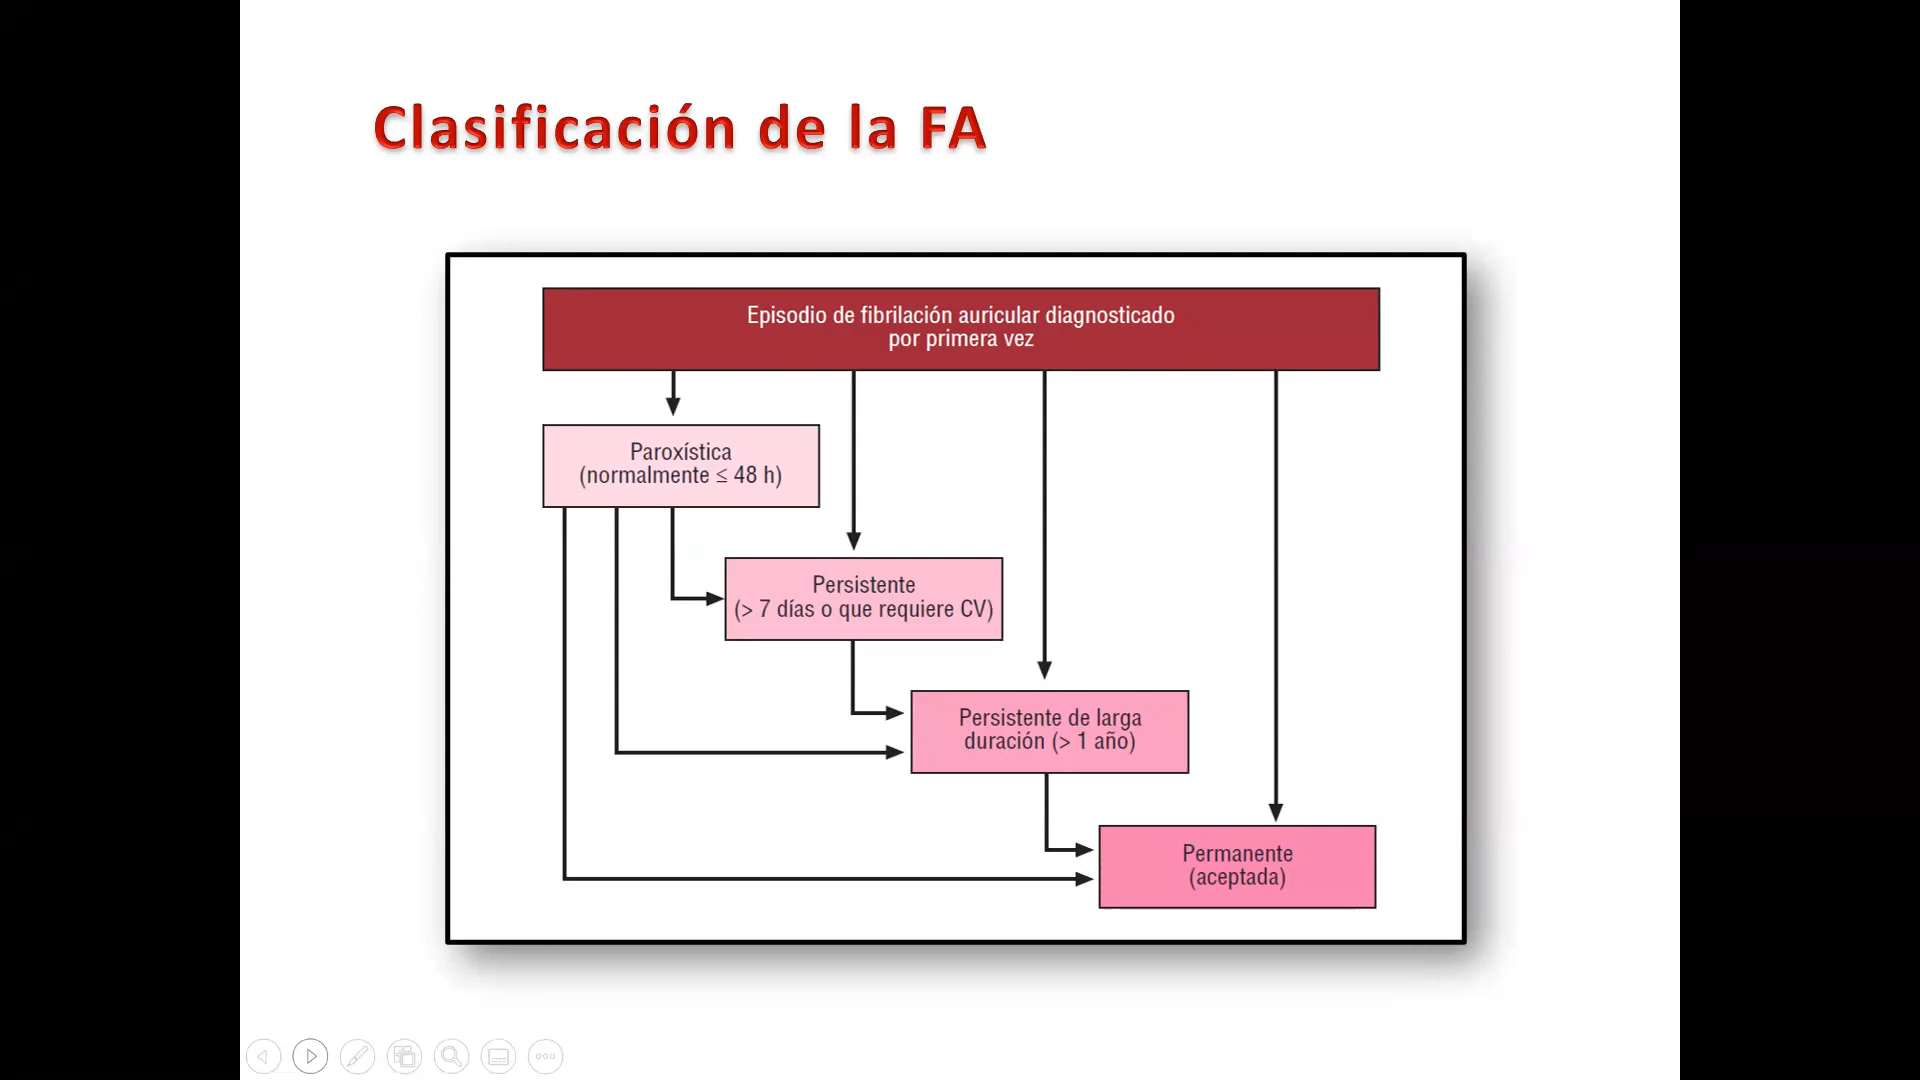 Clasificación de la FA
Episodio de fibrilación auricular diagnosticado
por primera vez
Paroxística
(normalmente ≤ 48 h)
Persistente
(> 7 días o que requiere CV)
Persistente de larga
duración (> 1 año)
Permanente
(aceptada)